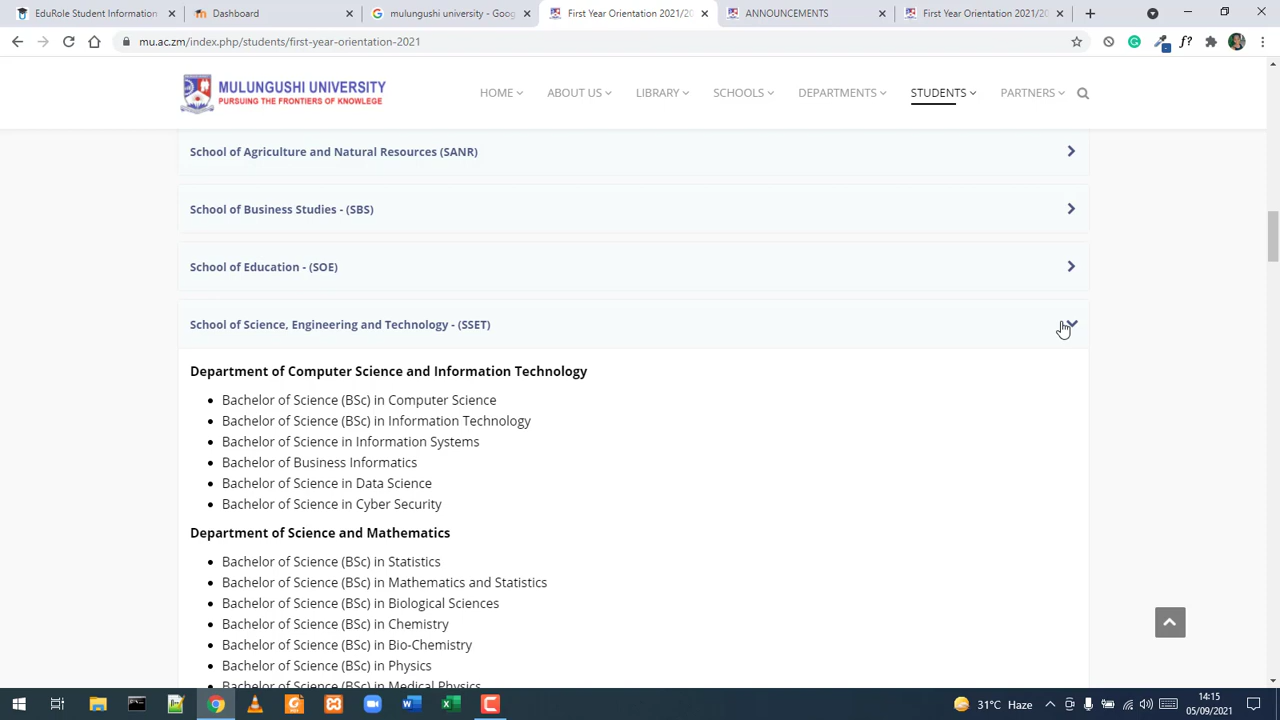 EduRole Student Information
Dashboard
mulungushi university - Goog
First Year Orientation 2021/20
ANNOUNCEMENTS
First Year Orientation 2021/20
mu.ac.zm/index.php/students/first-year-orientation-2021
MULUNGUSHI UNIVERSITY
PURSUING THE FRONTIERS OF KNOWLEGE
HOME
ABOUT US
LIBRARY
SCHOOLS
DEPARTMENTS
STUDENTS
PARTNERS
School of Agriculture and Natural Resources (SANR)
School of Business Studies - (SBS)
School of Education - (SOE)
School of Science, Engineering and Technology - (SSET)
Department of Computer Science and Information Technology
Bachelor of Science (BSc) in Computer Science
Bachelor of Science (BSc) in Information Technology
Bachelor of Science in Information Systems
Bachelor of Business Informatics
Bachelor of Science in Data Science
Bachelor of Science in Cyber Security
Department of Science and Mathematics
Bachelor of Science (BSc) in Statistics
Bachelor of Science (BSc) in Mathematics and Statistics
Bachelor of Science (BSc) in Biological Sciences
Bachelor of Science (BSc) in Chemistry
Bachelor of Science (BSc) in Bio-Chemistry
Bachelor of Science (BSc) in Physics
Bachelor of Science (BSc) in Medical Physics
31°C Haze
14:15
05/09/2021